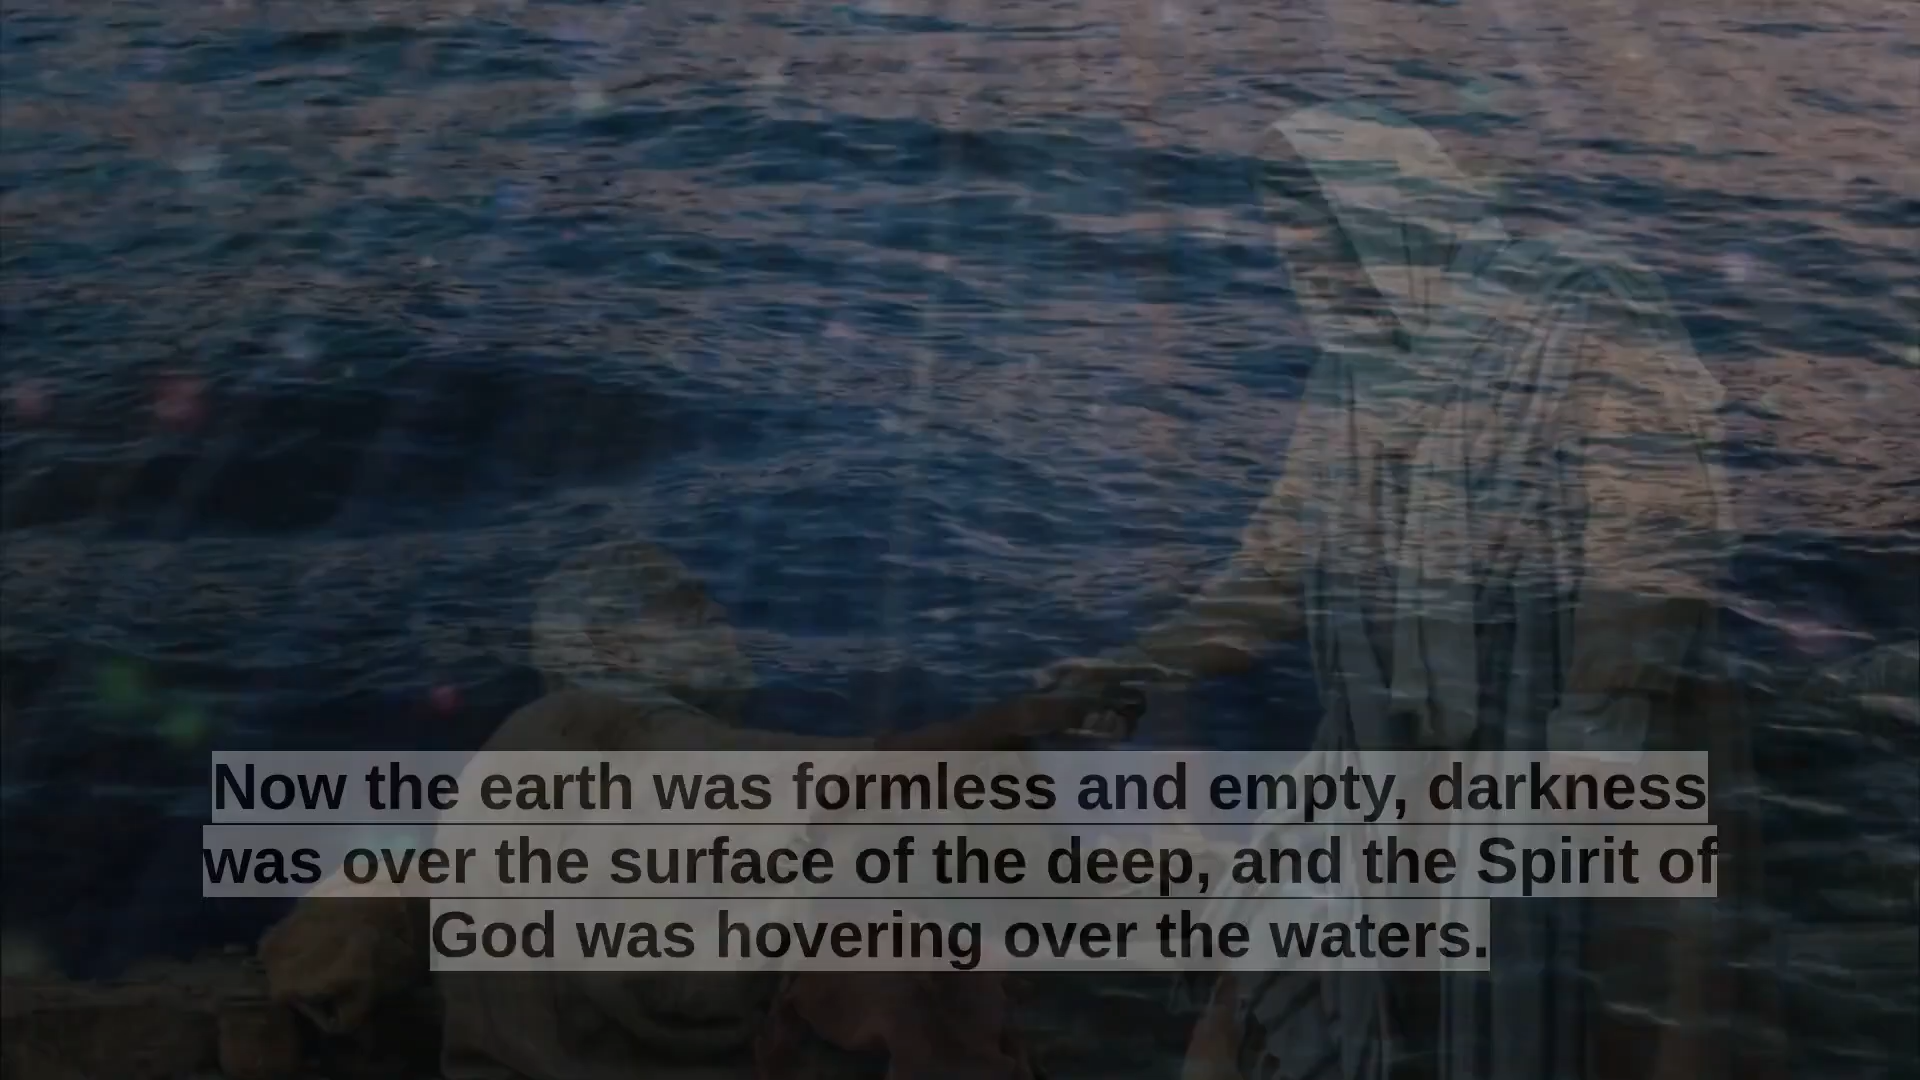 Now the earth was formless and empty, darkness
was over the surface of the deep, and the Spirit of
God was hovering over the waters.